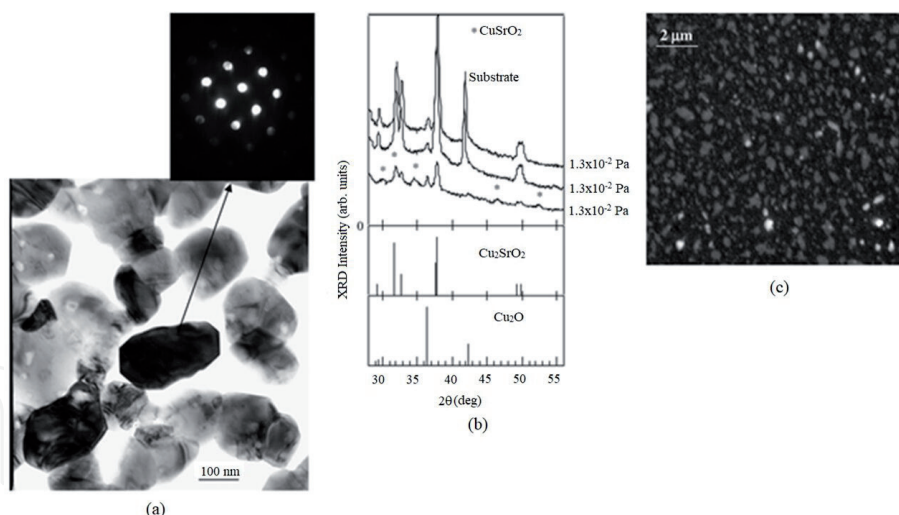 100 nm
(a)
CuSrO₂
Substrate
1.3x10⁻² Pa
1.3x10⁻² Pa
1.3x10⁻² Pa
0
XRD Intensity (arb. units)
Cu₂SrO₂
Cu₂O
30 35 40 45 50 55
2θ (deg)
(b)
2 μm
(c)